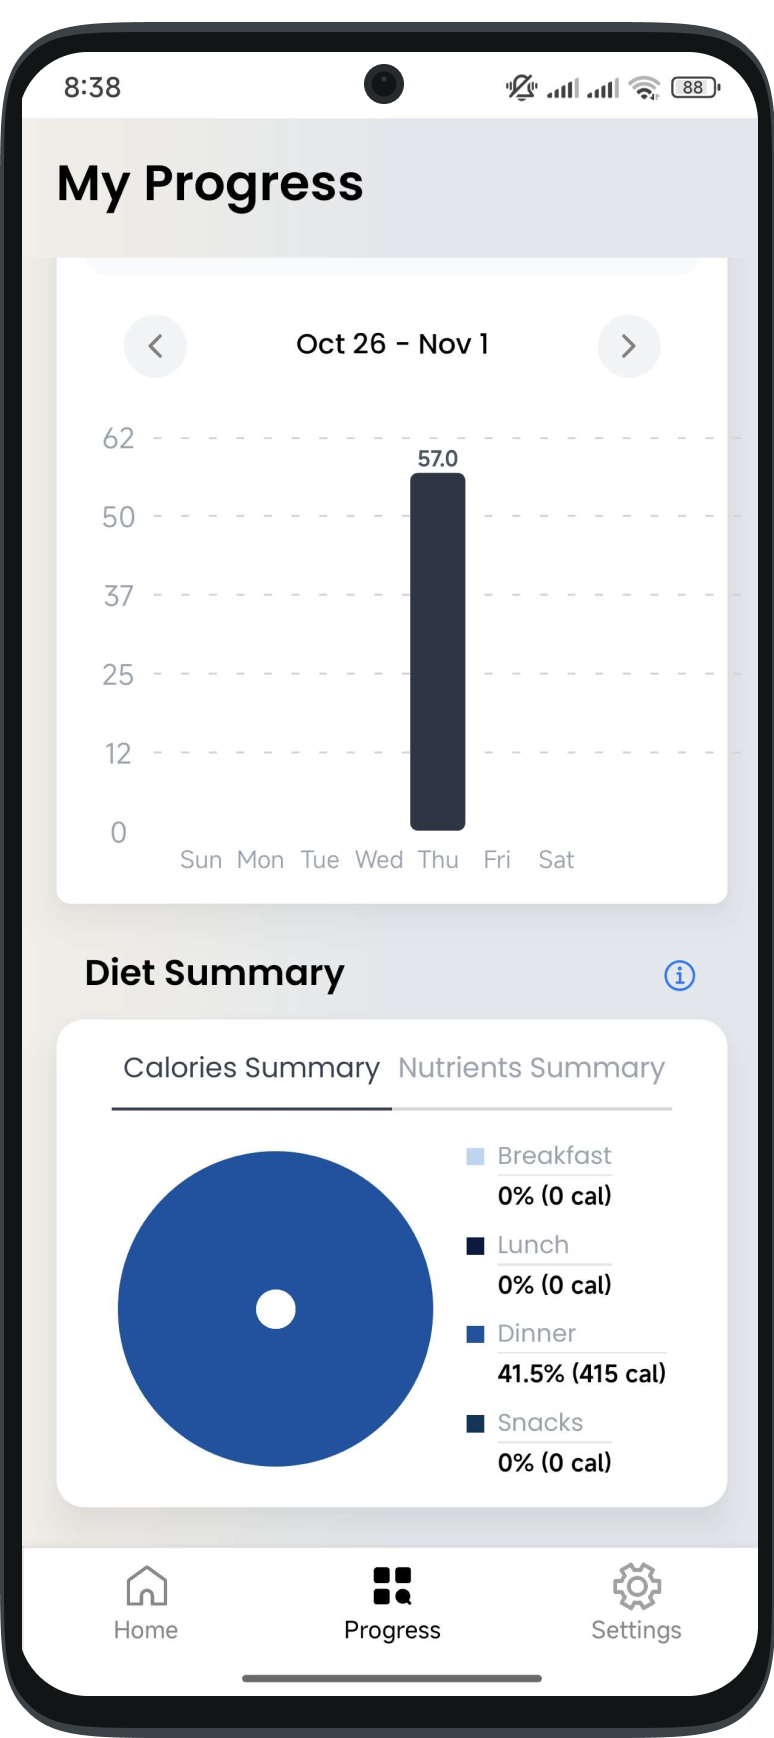 8:38
88
My Progress
Oct 26 - Nov 1
62
57.0
50
37
25
12
0
Sun Mon Tue Wed Thu Fri Sat
Diet Summary
Calories Summary Nutrients Summary
Breakfast
0% (0 cal)
Lunch
0% (0 cal)
Dinner
41.5% (415 cal)
Snacks
0% (0 cal)
Home Progress Settings